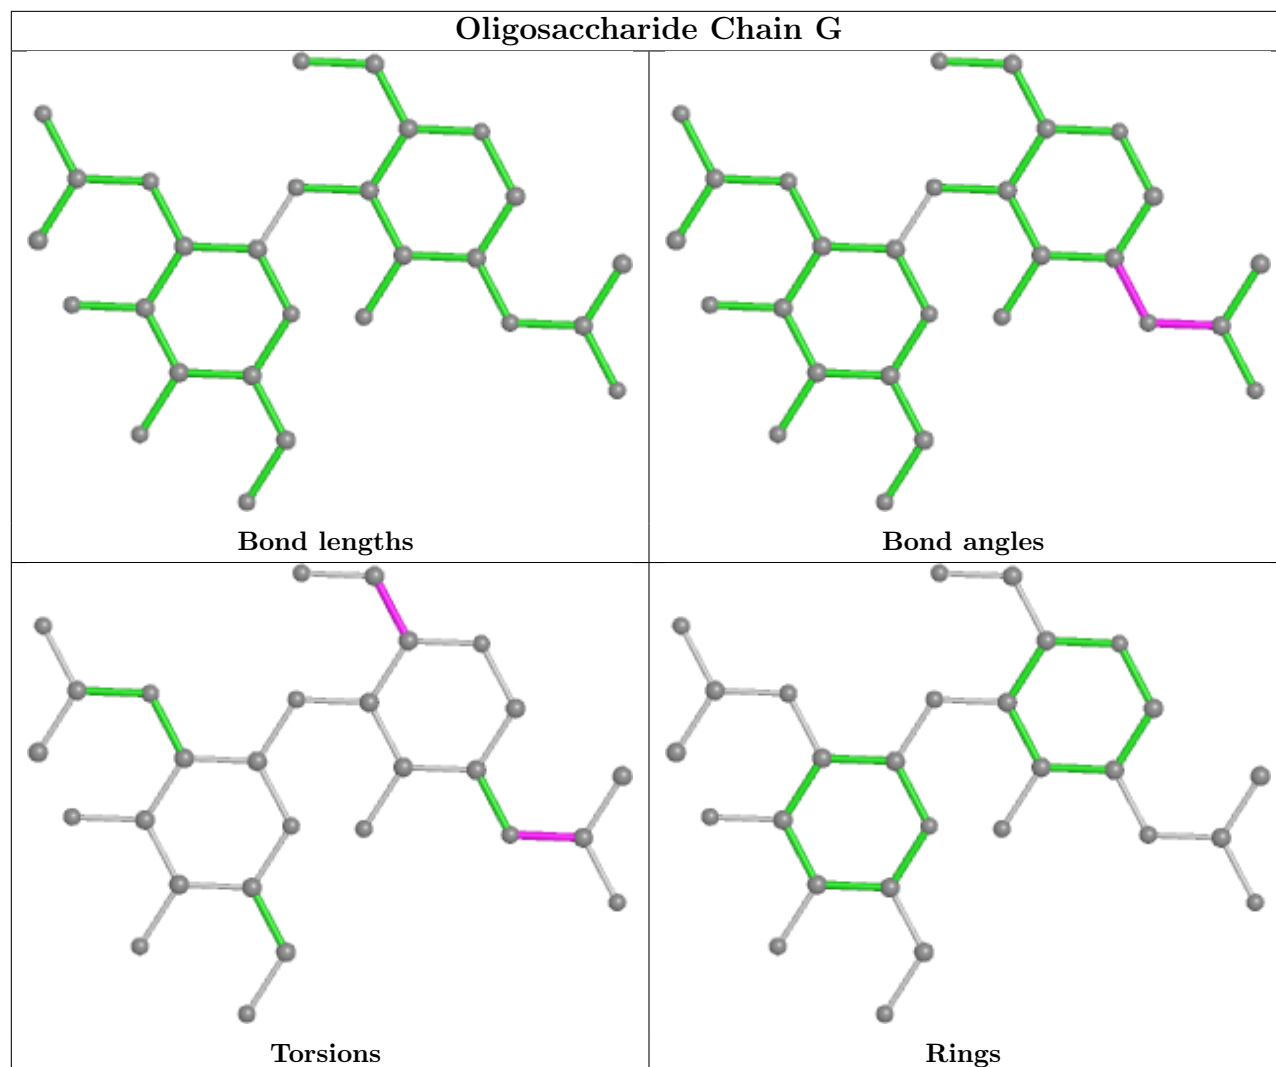 Oligosaccharide Chain G
Bond lengths
Bond angles
Torsions
Rings